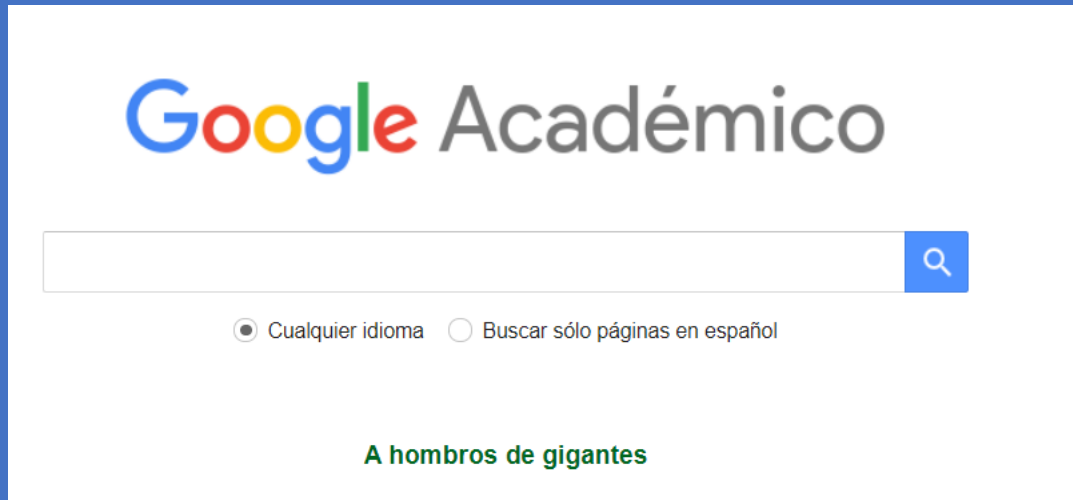 Google Académico
Cualquier idioma Buscar sólo páginas en español
A hombros de gigantes